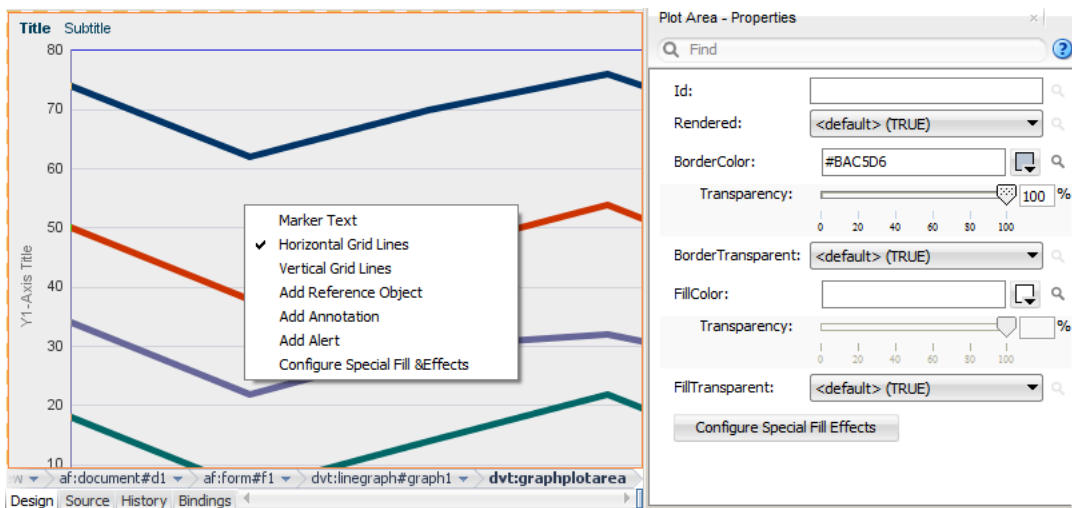 Title Subtitle
80
70
60
50
40
30
20
10
Y1-Axis Title
Marker Text
Horizontal Grid Lines
Vertical Grid Lines
Add Reference Object
Add Annotation
Add Alert
Configure Special Fill &Effects
af:document#d1 af:form#f1 dvt:linegraph#graph1 dvt:graphplotarea
Design Source History Bindings
Plot Area - Properties
Find
Id:
Rendered: <default> (TRUE)
BorderColor: #BAC5D6
Transparency: 100 %
0 20 40 60 80 100
BorderTransparent: <default> (TRUE)
FillColor:
Transparency: %
0 20 40 60 80 100
FillTransparent: <default> (TRUE)
Configure Special Fill Effects